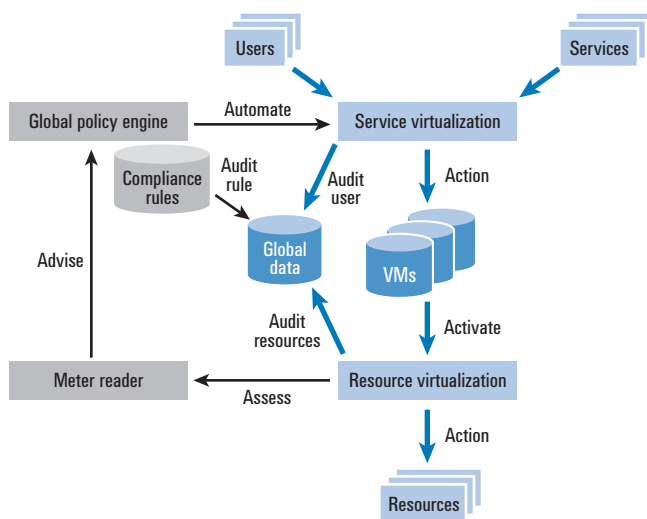 Users
Services
Automate
Global policy engine
Service virtualization
Compliance
rules
Audit
rule
Audit
user
Action
Global
data
VMs
Advise
Audit
resources
Activate
Meter reader
Assess
Resource virtualization
Action
Resources